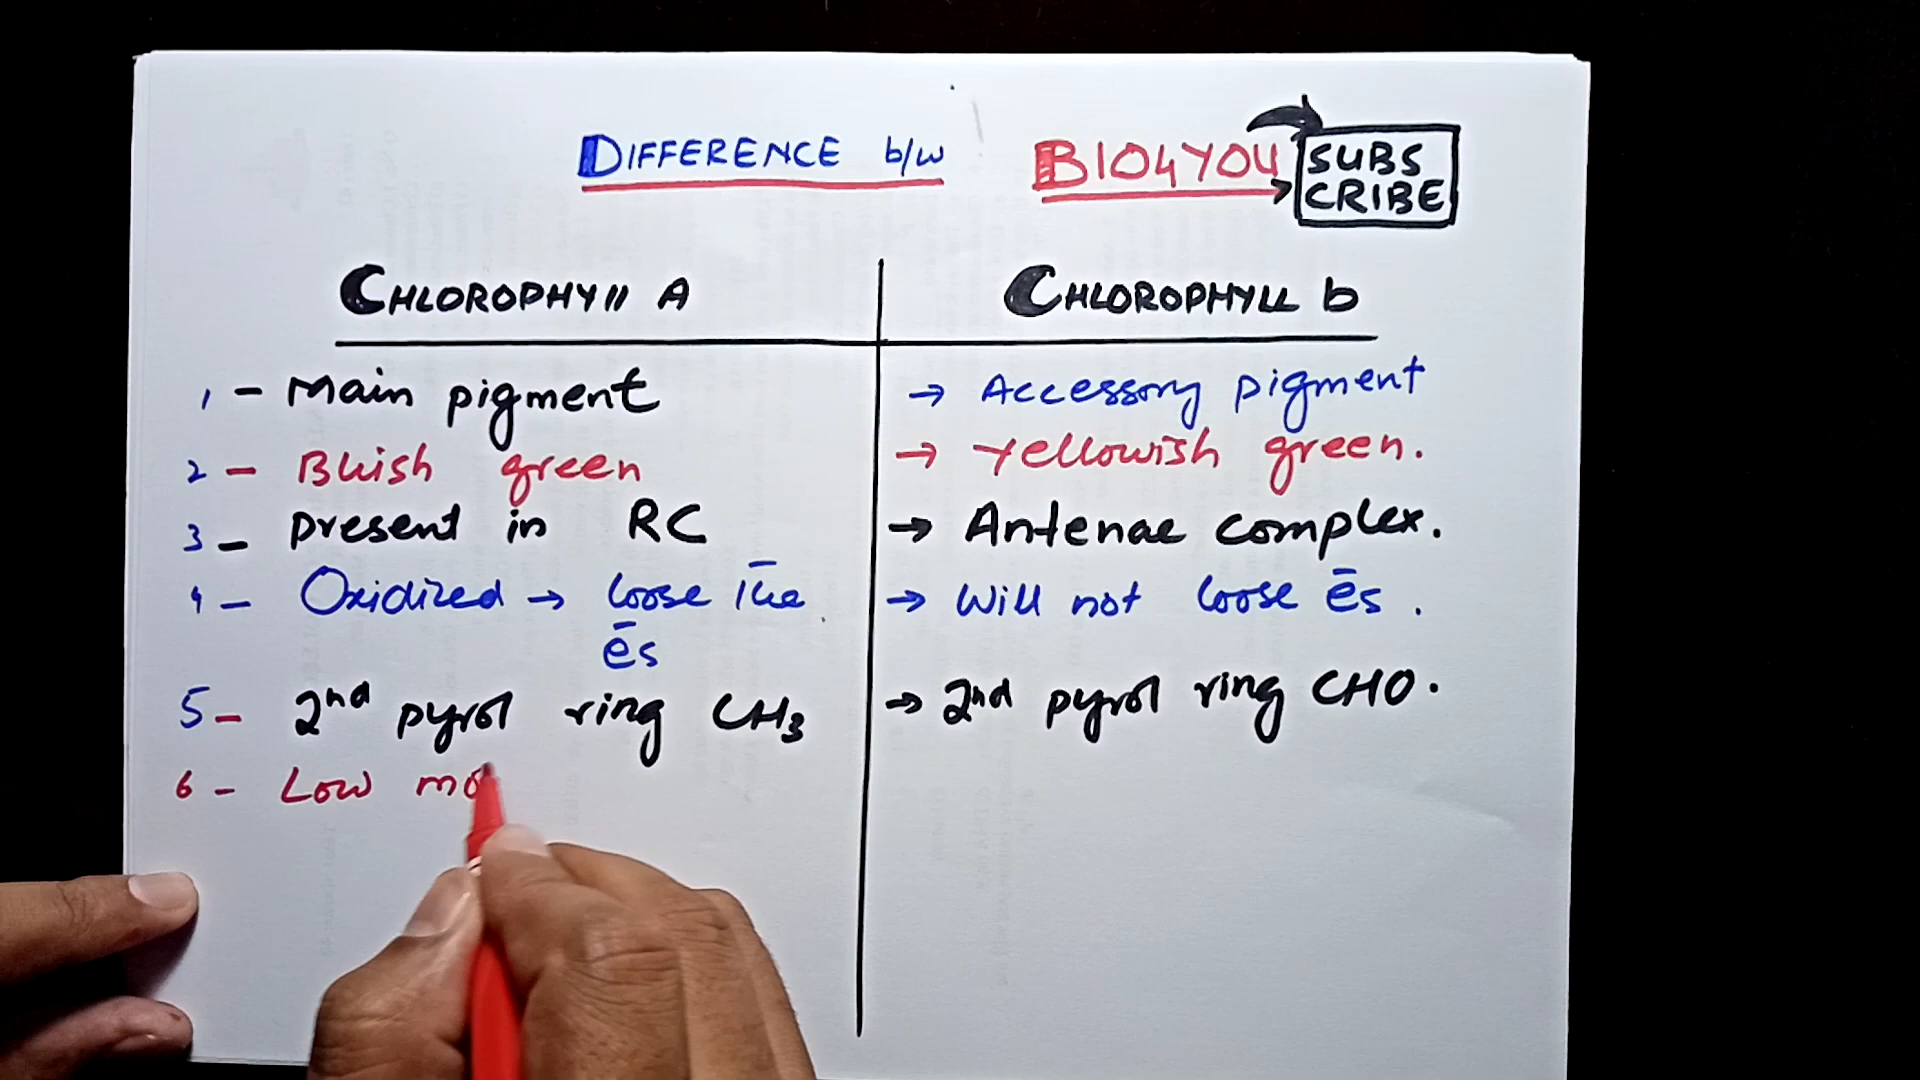 DIFFERENCE b/w
BIO4YOU
SUBS
CRIBE
CHLOROPHYll A
CHLOROPHYLL b
1 - Main pigment
→ Accessory pigment
2 - Bluish green
→ Yellowish green.
3 - present in RC
→ Antenae complex.
4 - Oxidized → loose the
ēs
→ Will not loose ēs.
5 - 2nd pyrol ring CH3
→ 2nd pyrol ring CHO.
6 - Low mo